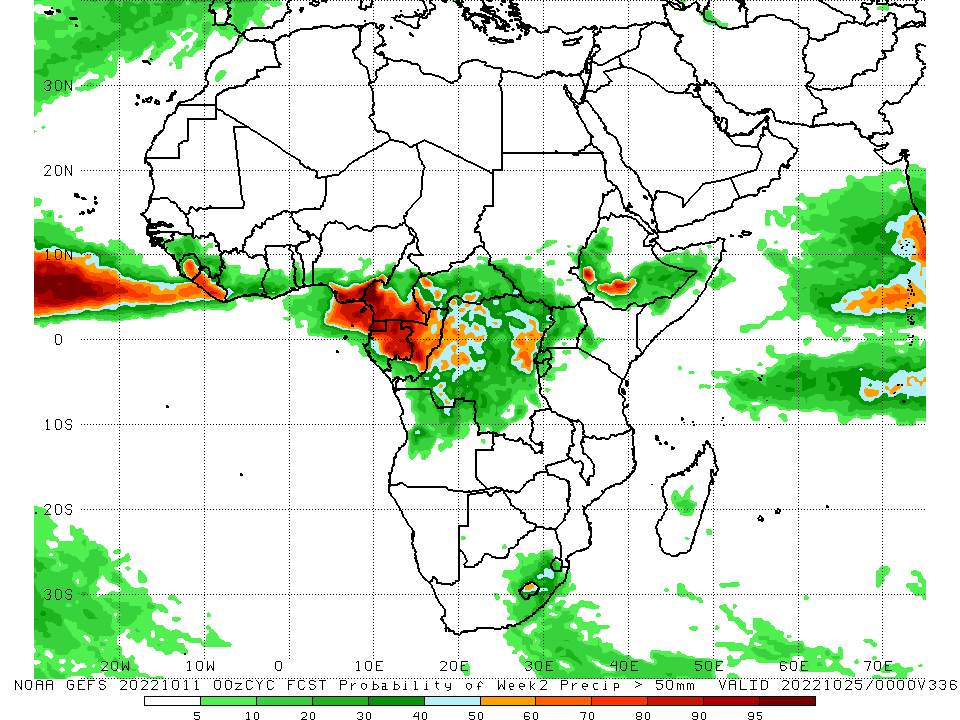 30N
20N
10N
0
10S
20S
30S
20W 10W 0 10E 20E 30E 40E 50E 60E 70E
NOAA GEFS 20221011 00zCYC FCST Probability of Week2 Precip > 50mm VALID 20221025/0000V336
5 10 20 30 40 50 60 70 80 90 95